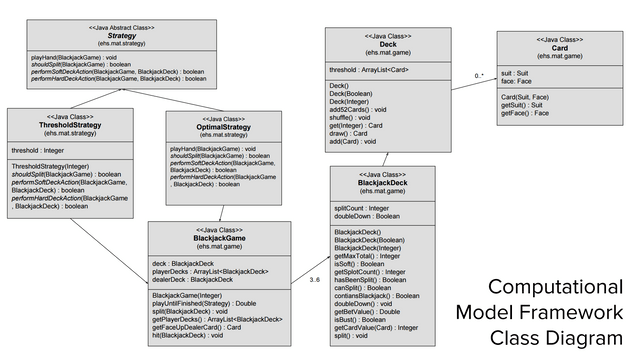 <<Java Abstract Class>>
Strategy
(ehs.mat.strategy)
playHand(BlackjackGame) : void
shouldSplit(BlackjackGame) : boolean
performSoftDeckAction(BlackjackGame, BlackjackDeck) : boolean
performHardDeckAction(BlackjackGame, BlackjackDeck) : boolean
<<Java Class>>
ThresholdStrategy
(ehs.mat.strategy)
threshold : Integer
ThresholdStrategy(Integer)
shouldSplit(BlackjackGame) : boolean
performSoftDeckAction(BlackjackGame,
BlackjackDeck) : boolean
performHardDeckAction(BlackjackGame
, BlackjackDeck) : boolean
<<Java Class>>
OptimalStrategy
(ehs.mat.strategy)
playHand(BlackjackGame) : void
shouldSplit(BlackjackGame) : boolean
performSoftDeckAction(BlackjackGame,
BlackjackDeck) : boolean
performHardDeckAction(BlackjackGame
, BlackjackDeck) : boolean
<<Java Class>>
BlackjackGame
(ehs.mat.game)
deck : BlackjackDeck
playerDecks : ArrayList<BlackjackDeck>
dealerDeck : BlackjackDeck
BlackjackGame(Integer)
playUntilFinished(Strategy) : Double
split(BlackjackDeck) : void
getPlayerDecks() : ArrayList<BlackjackDeck>
getFaceUpDealerCard() : Card
hit(BlackjackDeck) : void
3..6
<<Java Class>>
Deck
(ehs.mat.game)
threshold : ArrayList<Card>
Deck()
Deck(Boolean)
Deck(Integer)
add52Cards() : void
shuffle() : void
get(Integer) : Card
draw() : Card
add(Card) : void
0..*
<<Java Class>>
Card
(ehs.mat.game)
suit : Suit
face: Face
Card(Suit, Face)
getSuit() : Suit
getFace() : Face
<<Java Class>>
BlackjackDeck
(ehs.mat.game)
splitCount : Integer
doubleDown : Boolean
BlackjackDeck()
BlackjackDeck(Boolean)
BlackjackDeck(Integer)
getMaxTotal() : Integer
isSoft() : Boolean
getSplotCount() : Integer
hasBeenSplit() : Boolean
canSplit() : Boolean
contiansBlackjack() : Boolean
doubleDown() : void
getBetValue() : Double
isBust() : Boolean
getCardValue(Card) : Integer
split() : void
Computational
Model Framework
Class Diagram